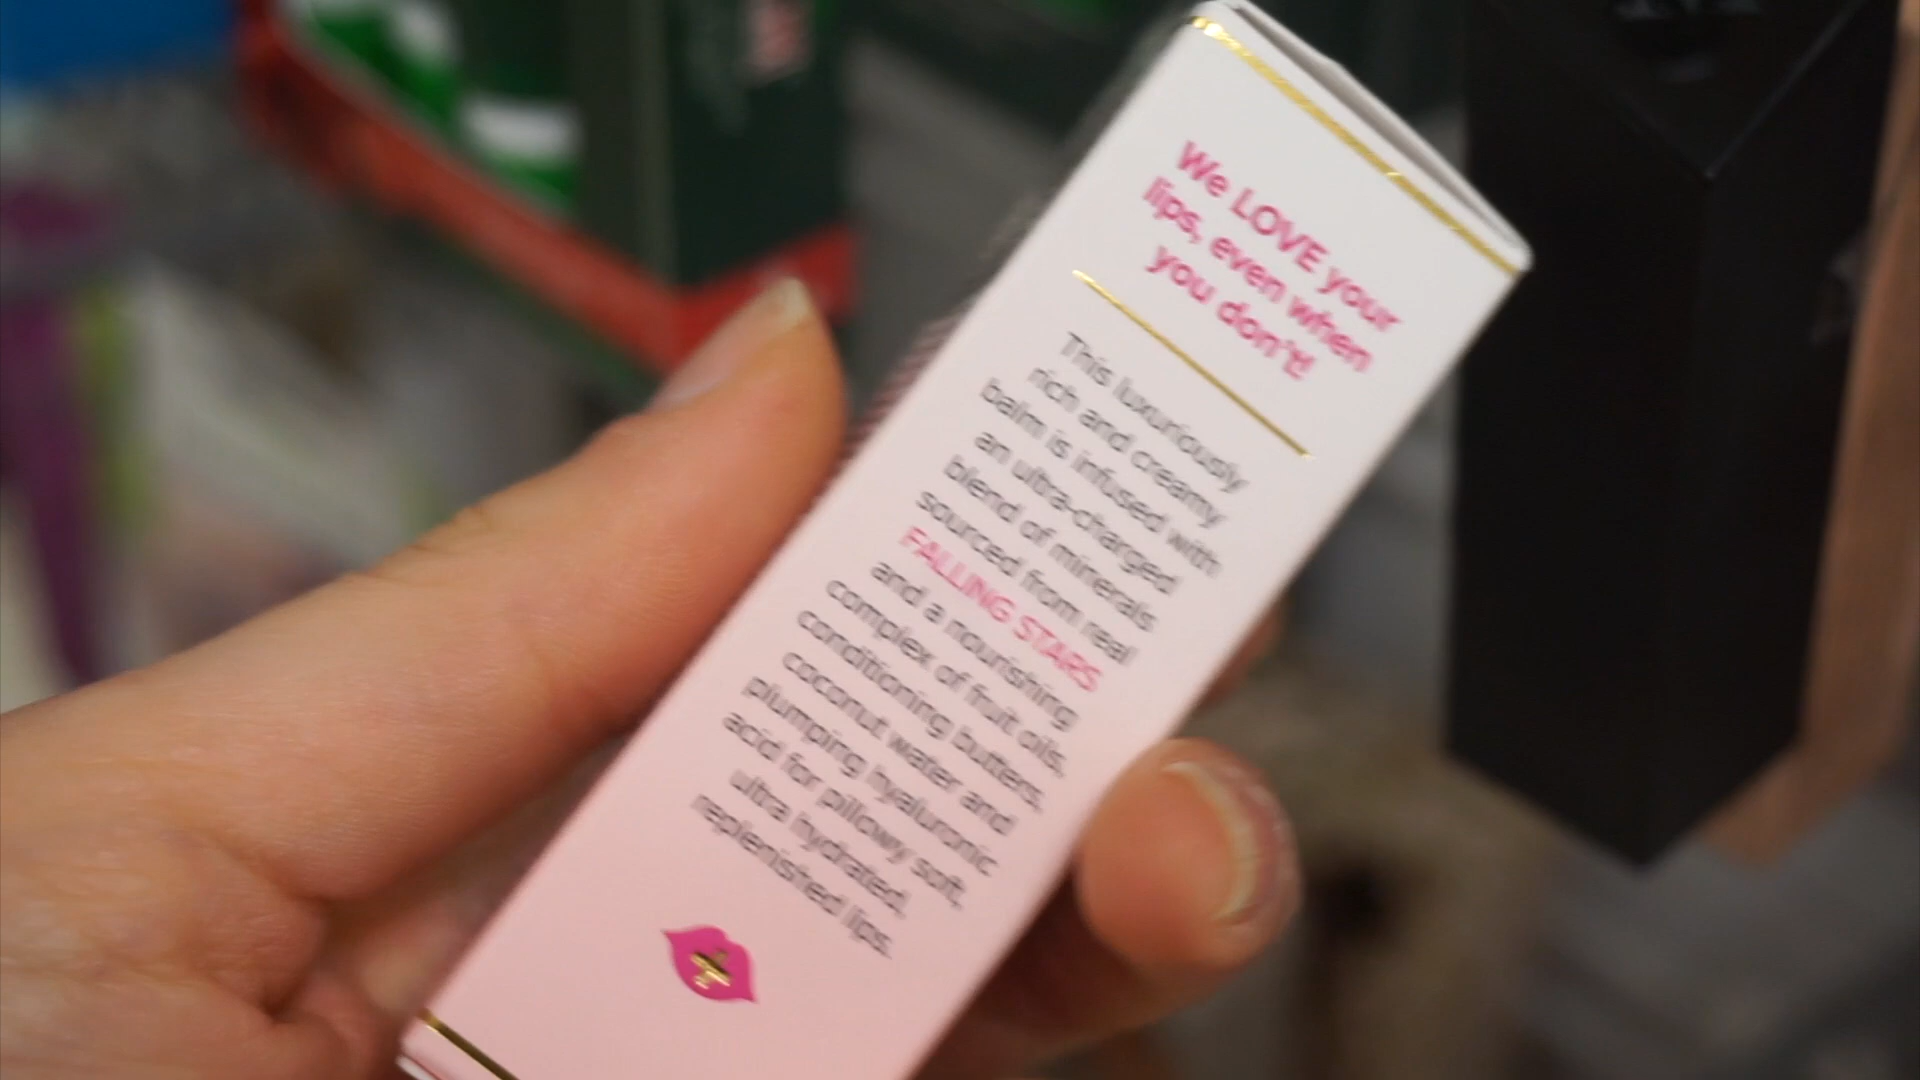 We LOVE your
lips, even when
you don't!
This luxuriously
rich and creamy
balm is infused with
an ultra-charged
blend of minerals
sourced from real
FALLING STARS
and a nourishing
complex of fruit oils,
conditioning butters,
coconut water and
plumping hyaluronic
acid for pillowy soft,
ultra hydrated,
replenished lips.